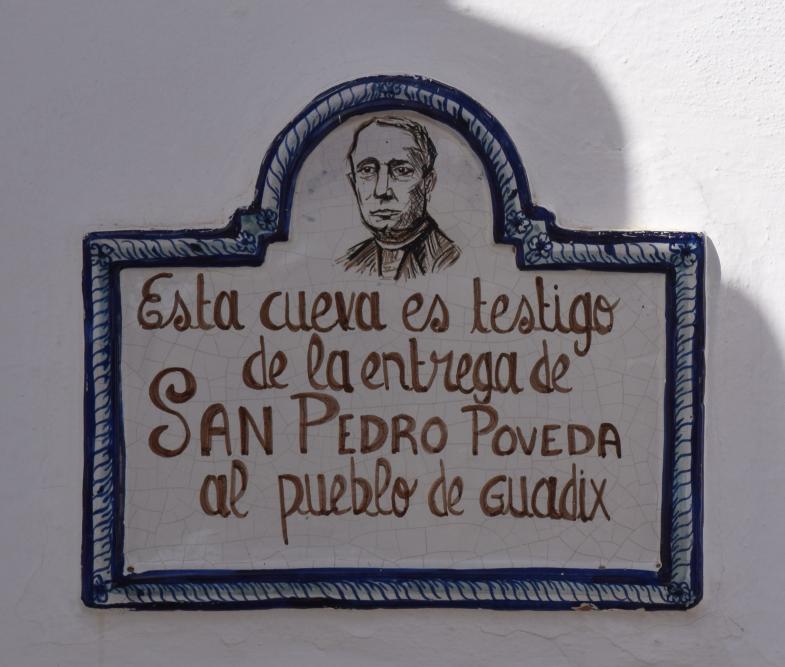 Esta cueva es testigo
de la entrega de
SAN PEDRO POVEDA
al pueblo de Guadix